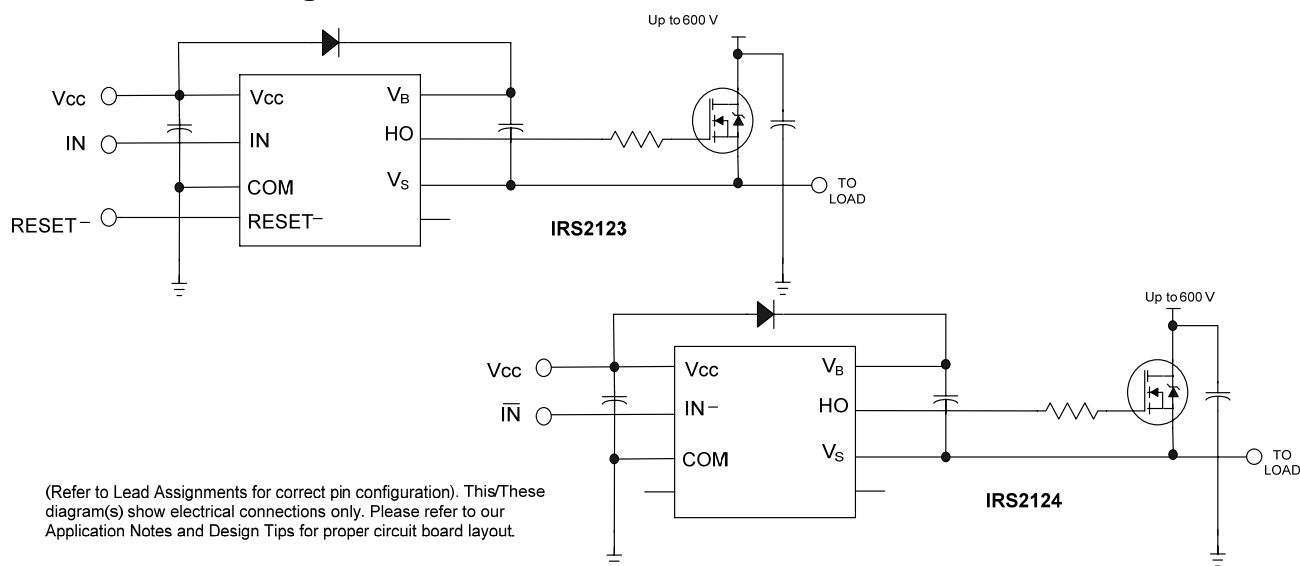 Up to 600 V
Vcc
Vcc
VB
IN
IN
HO
COM
VS
TO
LOAD
RESET–
RESET–
IRS2123
Up to 600 V
Vcc
Vcc
VB
IN
IN–
HO
COM
VS
TO
LOAD
IRS2124
(Refer to Lead Assignments for correct pin configuration). This/These
diagram(s) show electrical connections only. Please refer to our
Application Notes and Design Tips for proper circuit board layout.